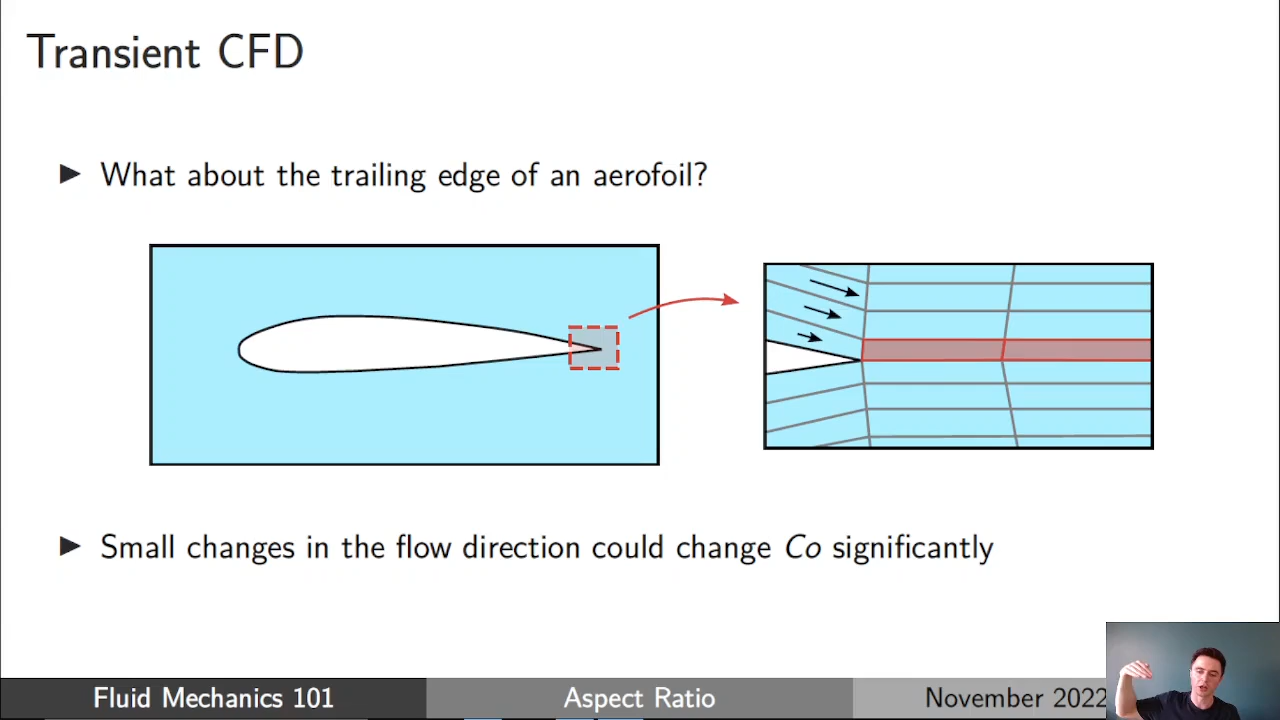 Transient CFD
What about the trailing edge of an aerofoil?
Small changes in the flow direction could change Co significantly
Fluid Mechanics 101
Aspect Ratio
November 2022